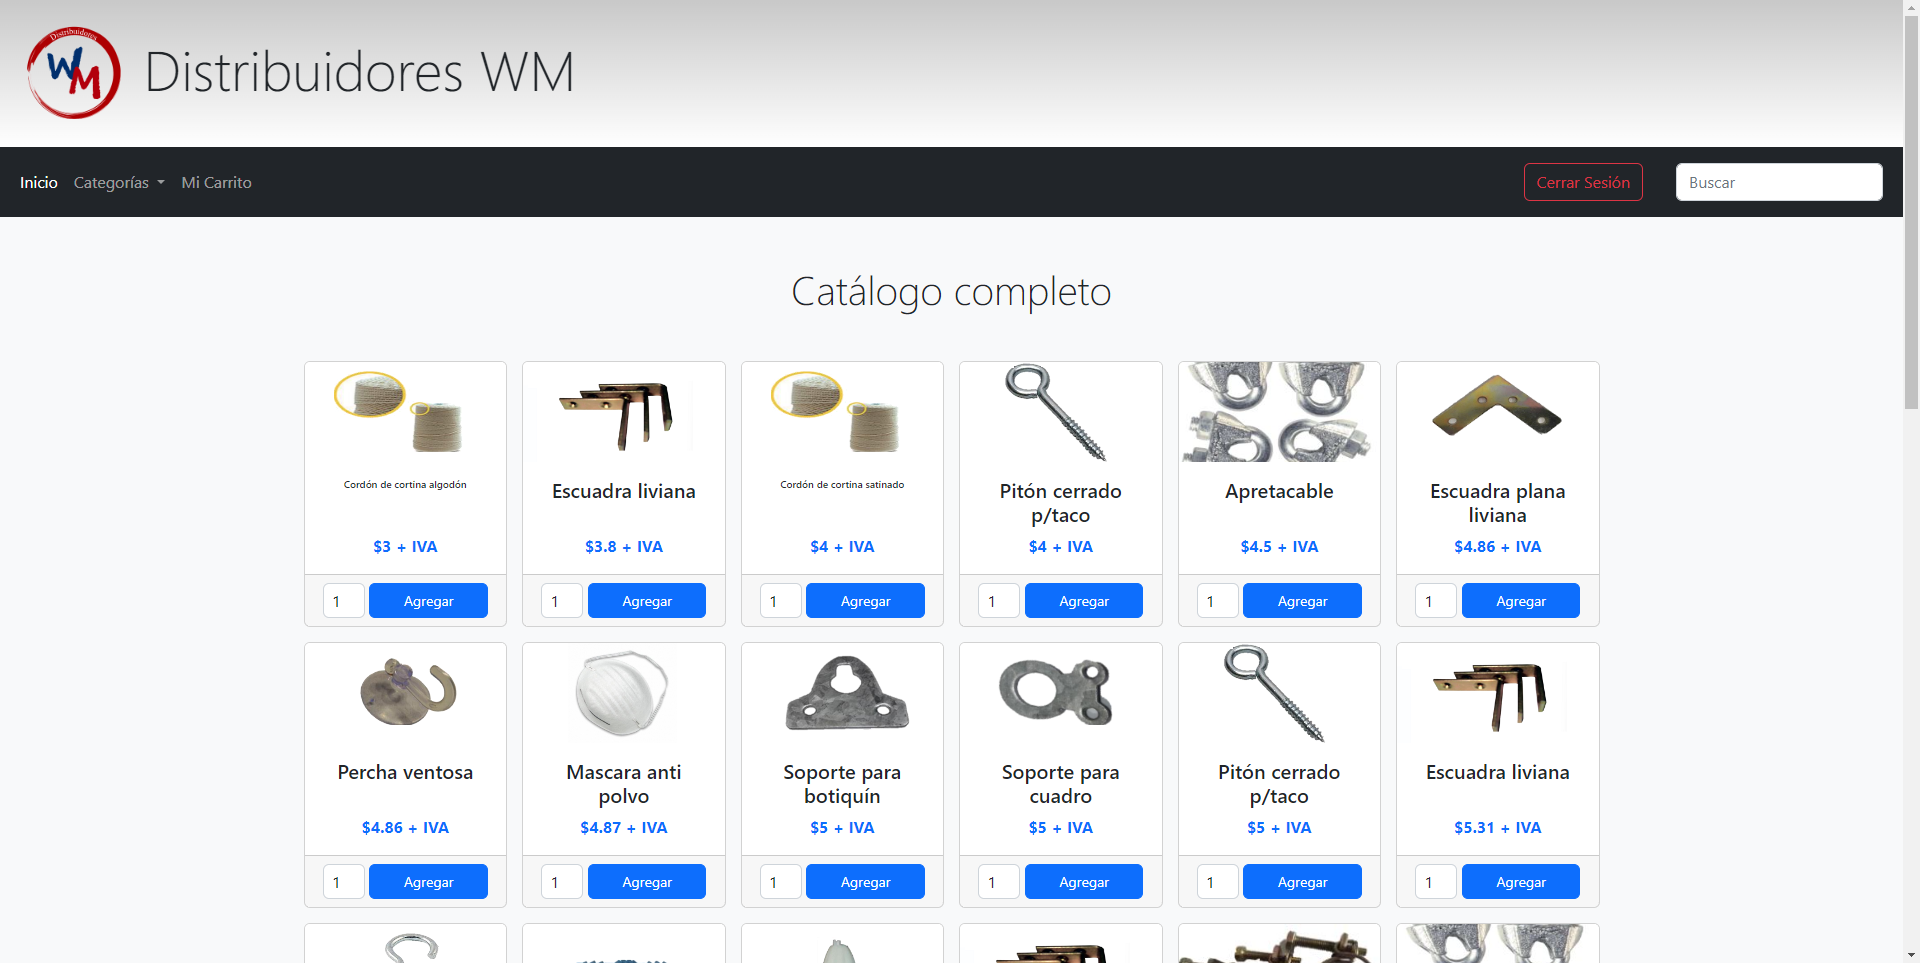 Distribuidores
WM
Distribuidores WM
Inicio Categorías Mi Carrito Cerrar Sesión Buscar
Catálogo completo
Cordón de cortina algodón
$3 + IVA
1 Agregar
Escuadra liviana
$3.8 + IVA
1 Agregar
Cordón de cortina satinado
$4 + IVA
1 Agregar
Pitón cerrado
p/taco
$4 + IVA
1 Agregar
Apretacable
$4.5 + IVA
1 Agregar
Escuadra plana
liviana
$4.86 + IVA
1 Agregar
Percha ventosa
$4.86 + IVA
1 Agregar
Mascara anti
polvo
$4.87 + IVA
1 Agregar
Soporte para
botiquín
$5 + IVA
1 Agregar
Soporte para
cuadro
$5 + IVA
1 Agregar
Pitón cerrado
p/taco
$5 + IVA
1 Agregar
Escuadra liviana
$5.31 + IVA
1 Agregar